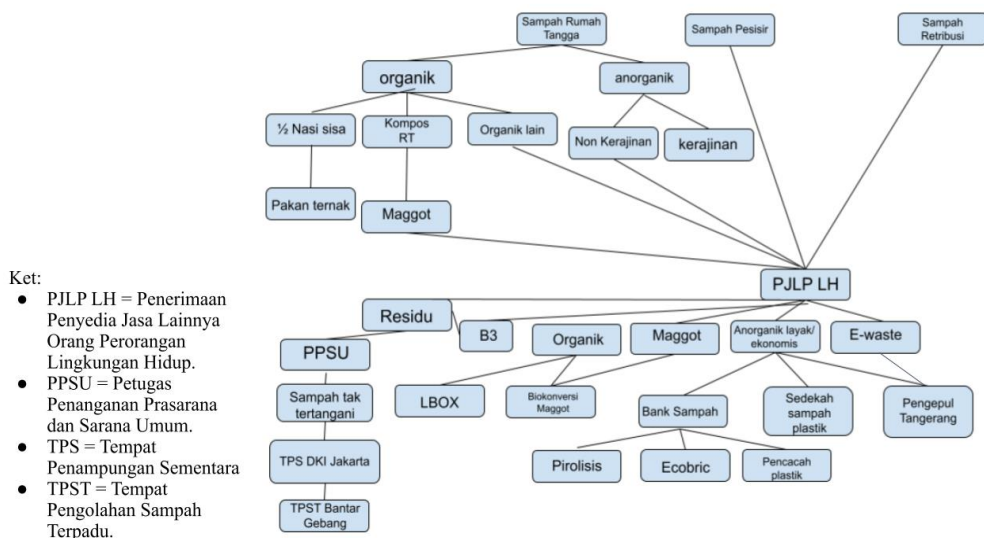 Sampah Rumah
Tangga
Sampah Pesisir
Sampah
Retribusi
organik
anorganik
½ Nasi sisa
Kompos
RT
Organik lain
Non Kerajinan
kerajinan
Pakan ternak
Maggot
PJLP LH
Residu
B3
Organik
Maggot
Anorganik layak/
ekonomis
E-waste
PPSU
Sampah tak
tertangani
LBOX
Biokonversi
Maggot
Bank Sampah
Sedekah
sampah
plastik
Pengepul
Tangerang
TPS DKI Jakarta
Pirolisis
Ecobric
Pencacah
plastik
TPST Bantar
Gebang
Ket:
● PJLP LH = Penerimaan
Penyedia Jasa Lainnya
Orang Perorangan
Lingkungan Hidup.
● PPSU = Petugas
Penanganan Prasarana
dan Sarana Umum.
● TPS = Tempat
Penampungan Sementara
● TPST = Tempat
Pengolahan Sampah
Terpadu.